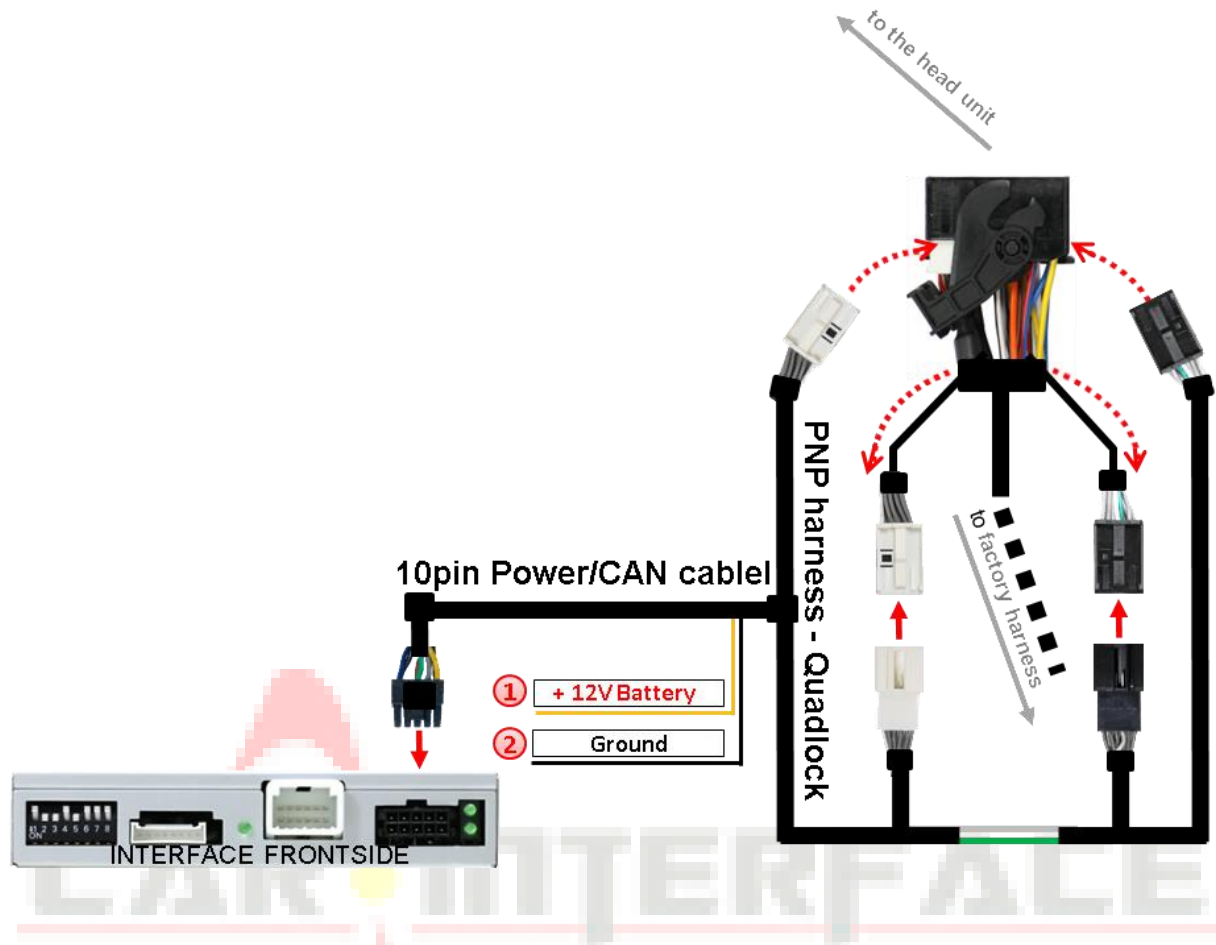 to the head unit
PNP harness - Quadlock
to factory harness
10pin Power/CAN cablel
1 + 12V Battery
2 Ground
1 2 3 4 5 6 7 8
ON
INTERFACE FRONTSIDE
CAR INTERFACE